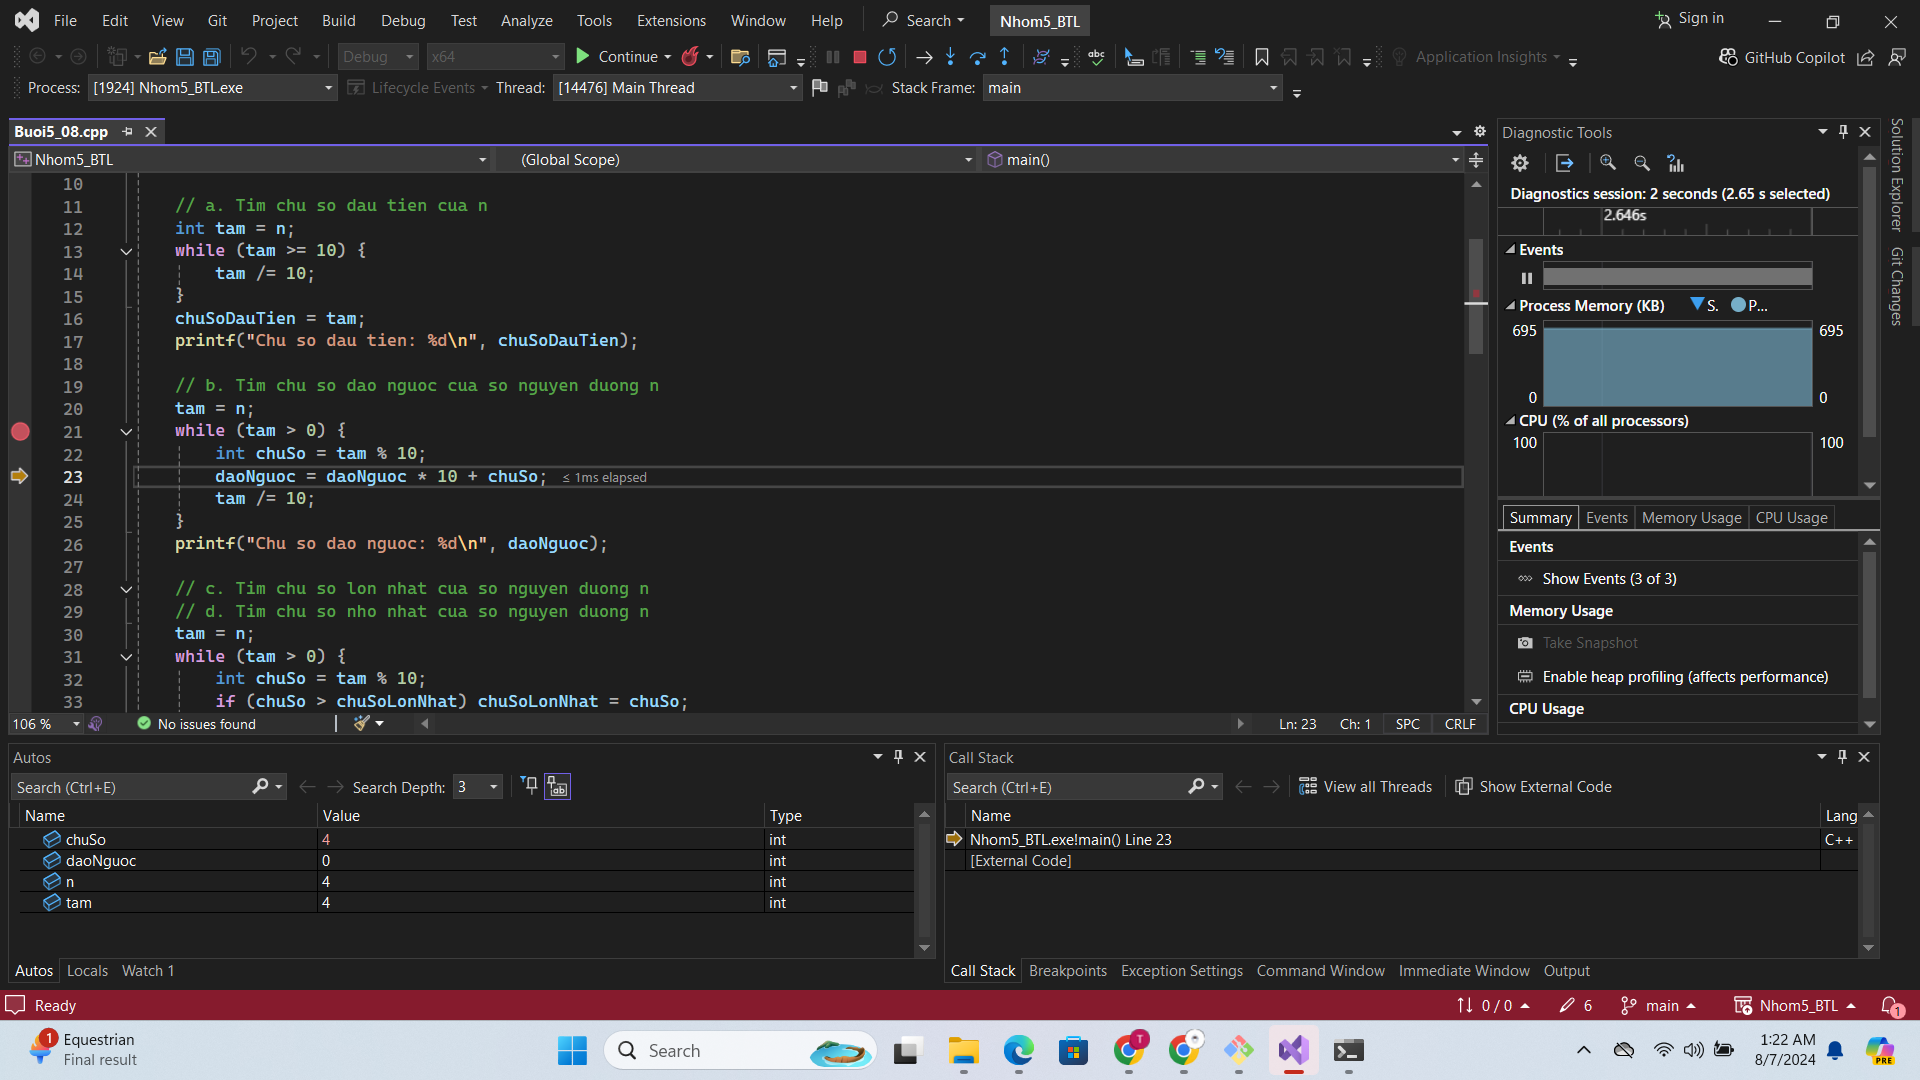 File Edit View Git Project Build Debug Test Analyze Tools Extensions Window Help Search Nhom5_BTL Sign in
Debug x64 Continue abc Application Insights GitHub Copilot
Process: [1924] Nhom5_BTL.exe Lifecycle Events Thread: [14476] Main Thread Stack Frame: main
Buoi5_08.cpp
Nhom5_BTL (Global Scope) main()
10
11 // a. Tim chu so dau tien cua n
12 int tam = n;
13 while (tam >= 10) {
14 tam /= 10;
15 }
16 chuSoDauTien = tam;
17 printf("Chu so dau tien: %d\n", chuSoDauTien);
18
19 // b. Tim chu so dao nguoc cua so nguyen duong n
20 tam = n;
21 while (tam > 0) {
22 int chuSo = tam % 10;
23 daoNguoc = daoNguoc * 10 + chuSo; ≤ 1ms elapsed
24 tam /= 10;
25 }
26 printf("Chu so dao nguoc: %d\n", daoNguoc);
27
28 // c. Tim chu so lon nhat cua so nguyen duong n
29 // d. Tim chu so nho nhat cua so nguyen duong n
30 tam = n;
31 while (tam > 0) {
32 int chuSo = tam % 10;
33 if (chuSo > chuSoLonNhat) chuSoLonNhat = chuSo;
106 % No issues found Ln: 23 Ch: 1 SPC CRLF
Diagnostic Tools
Diagnostics session: 2 seconds (2.65 s selected)
2.646s
Events
Process Memory (KB) S. P...
695 695
0 0
CPU (% of all processors)
100 100
Summary Events Memory Usage CPU Usage
Events
Show Events (3 of 3)
Memory Usage
Take Snapshot
Enable heap profiling (affects performance)
CPU Usage
Solution Explorer
Git Changes
Autos
Search (Ctrl+E) Search Depth: 3
Name Value Type
chuSo 4 int
daoNguoc 0 int
n 4 int
tam 4 int
Autos Locals Watch 1
Call Stack
Search (Ctrl+E) View all Threads Show External Code
Name Lang
Nhom5_BTL.exe!main() Line 23 C++
[External Code]
Call Stack Breakpoints Exception Settings Command Window Immediate Window Output
Ready 0 / 0 6 main Nhom5_BTL 1
1 Equestrian
Final result
Search
T
1:22 AM
8/7/2024
PRE